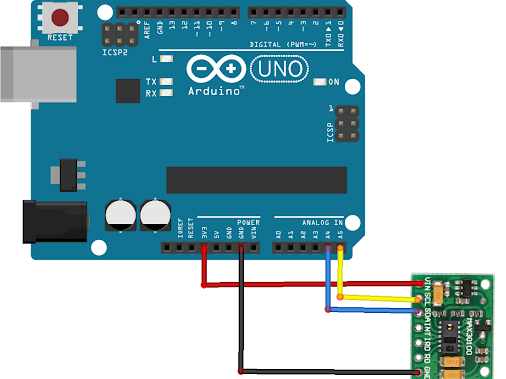 RESET
ICSP2
AREF
GND
13
12
~11
~10
~9
8
7
~6
~5
4
~3
2
TXD▶1
RXD◀0
DIGITAL (PWM=~)
L
TX
RX
UNO
Arduino™
ON
1
ICSP
POWER
ANALOG IN
IOREF
RESET
3V3
5V
GND
GND
VIN
A0
A1
A2
A3
A4
A5
VIN
SCL
SDA
INT
IRD
RD
GND
MAX30100